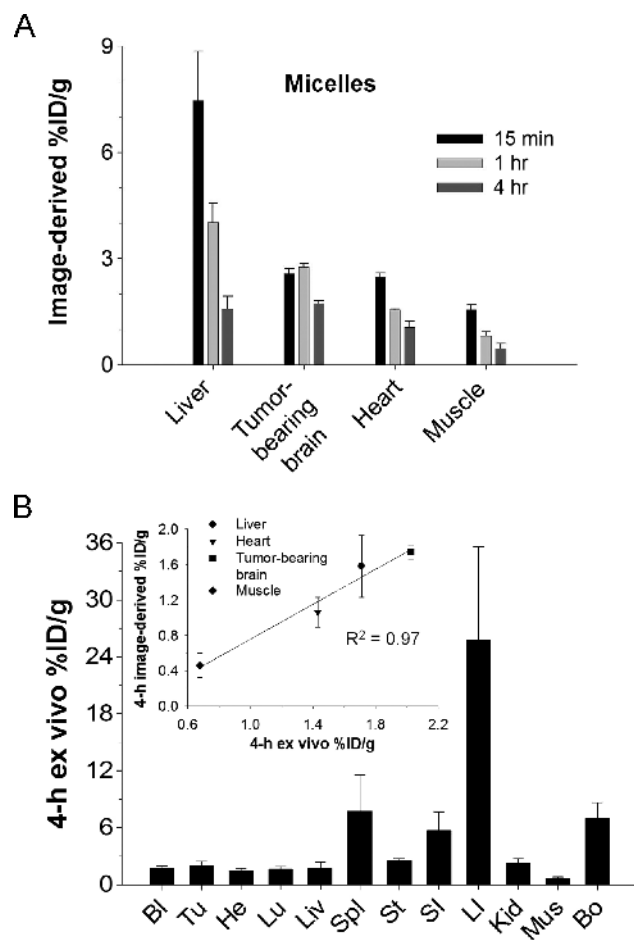 A
Image-derived %ID/g
9
6
3
0
Micelles
15 min
1 hr
4 hr
Liver
Tumor-
bearing
brain
Heart
Muscle
B
4-h ex vivo %ID/g
36
30
24
18
12
6
0
4-h image-derived %ID/g
2.0
1.6
1.2
0.8
0.4
0.0
Liver
Heart
Tumor-bearing
brain
Muscle
R² = 0.97
0.6 1.0 1.4 1.8 2.2
4-h ex vivo %ID/g
Bl Tu He Lu Liv Spl St SI LI Kid Mus Bo